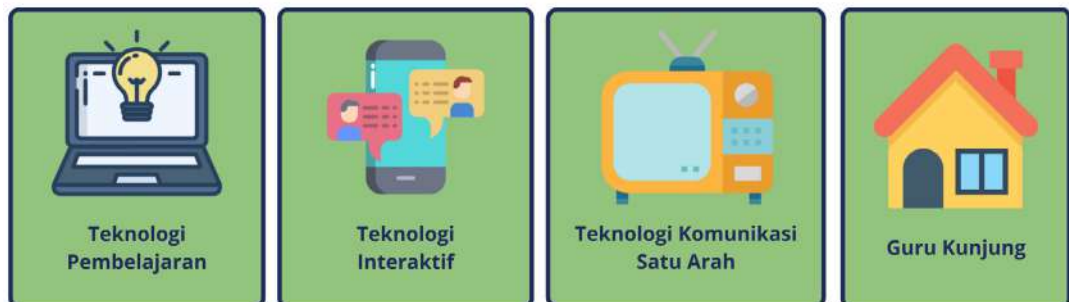 Teknologi
Pembelajaran
Teknologi
Interaktif
Teknologi Komunikasi
Satu Arah
Guru Kunjung